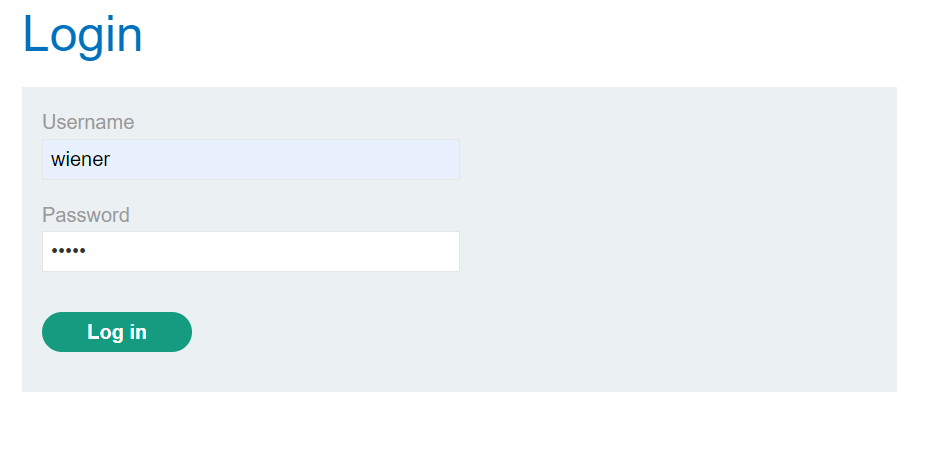 Login
Username
wiener
Password
•••••
Log in